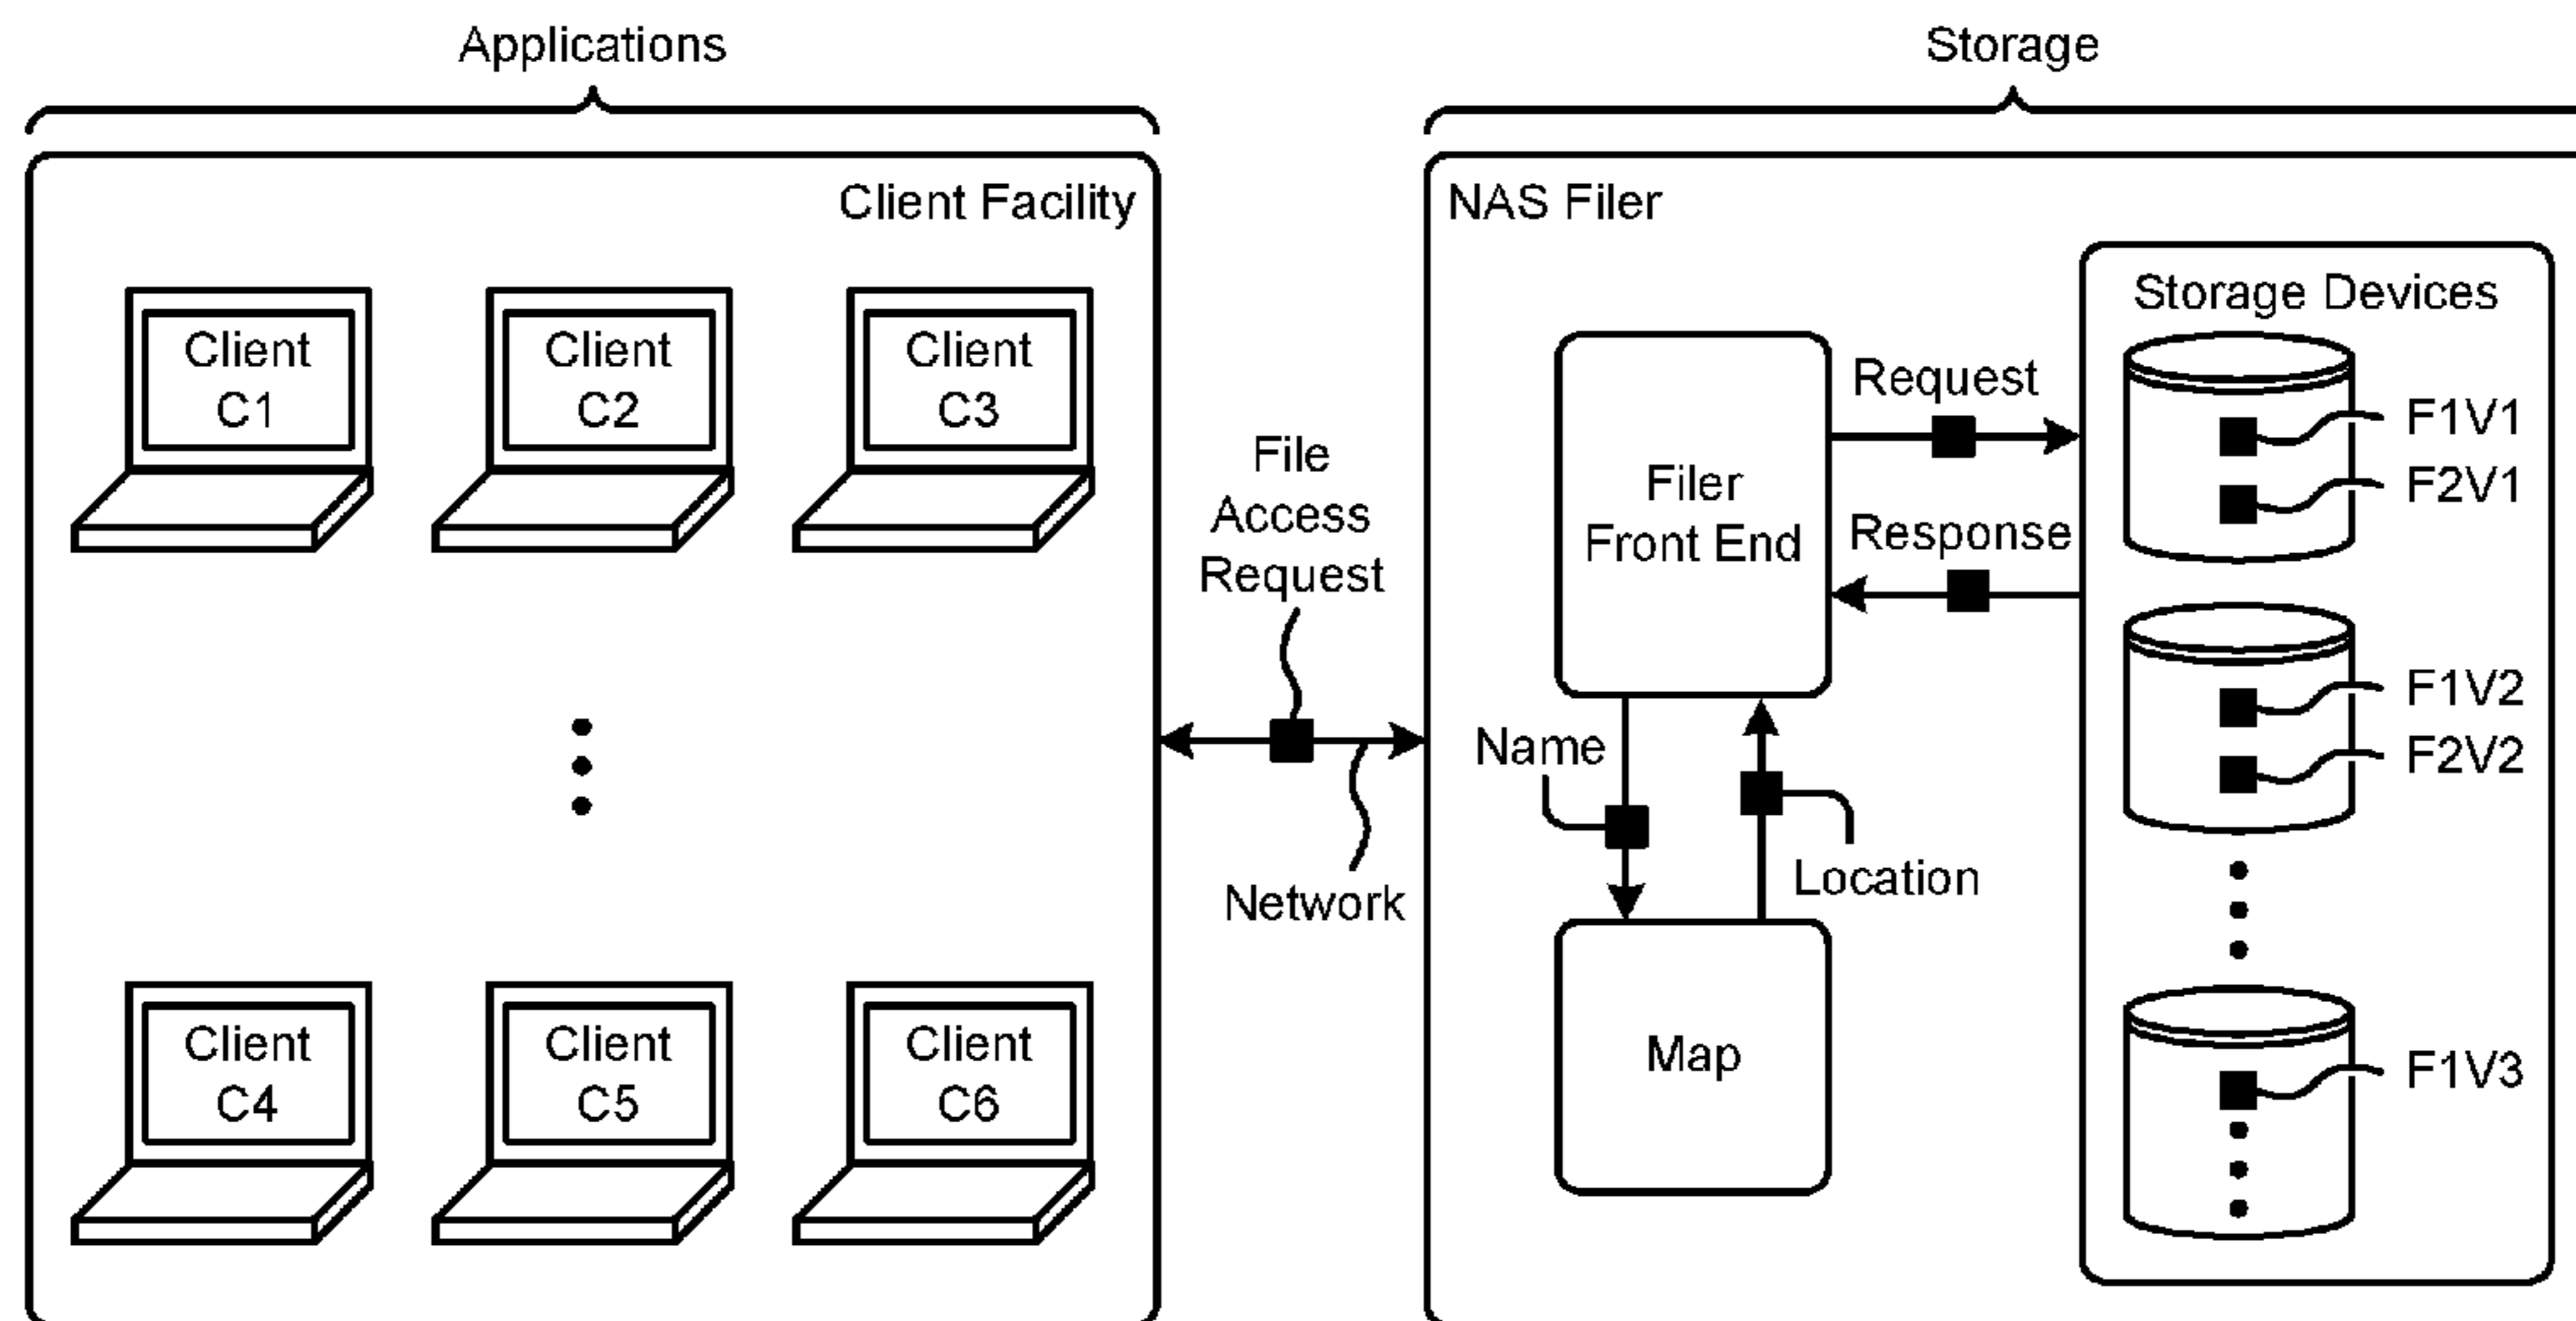 Applications
Storage
Client Facility
NAS Filer
Client
C1
Client
C2
Client
C3
Client
C4
Client
C5
Client
C6
File
Access
Request
Network
Filer
Front End
Request
Response
Name
Location
Map
Storage Devices
F1V1
F2V1
F1V2
F2V2
F1V3